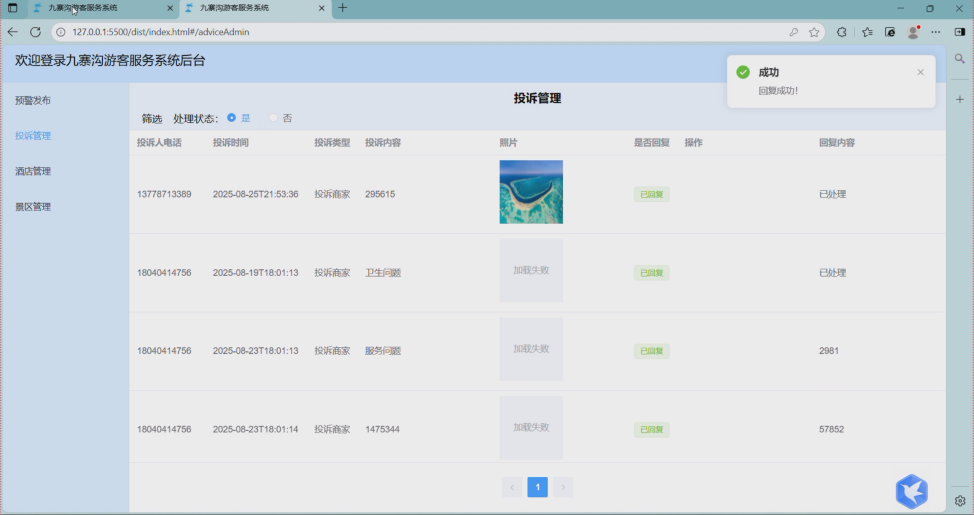 九寨沟游客服务系统
九寨沟游客服务系统
127.0.0.1:5500/dist/index.html#/adviceAdmin
欢迎登录九寨沟游客服务系统后台
成功
回复成功!
预警发布
投诉管理
酒店管理
景区管理
投诉管理
筛选 处理状态: 是 否
投诉人电话 投诉时间 投诉类型 投诉内容 照片 是否回复 操作 回复内容
13778713389 2025-08-25T21:53:36 投诉商家 295615 已回复 已处理
18040414756 2025-08-19T18:01:13 投诉商家 卫生问题 加载失败 已回复 已处理
18040414756 2025-08-23T18:01:13 投诉商家 服务问题 加载失败 已回复 2981
18040414756 2025-08-23T18:01:14 投诉商家 1475344 加载失败 已回复 57852
1